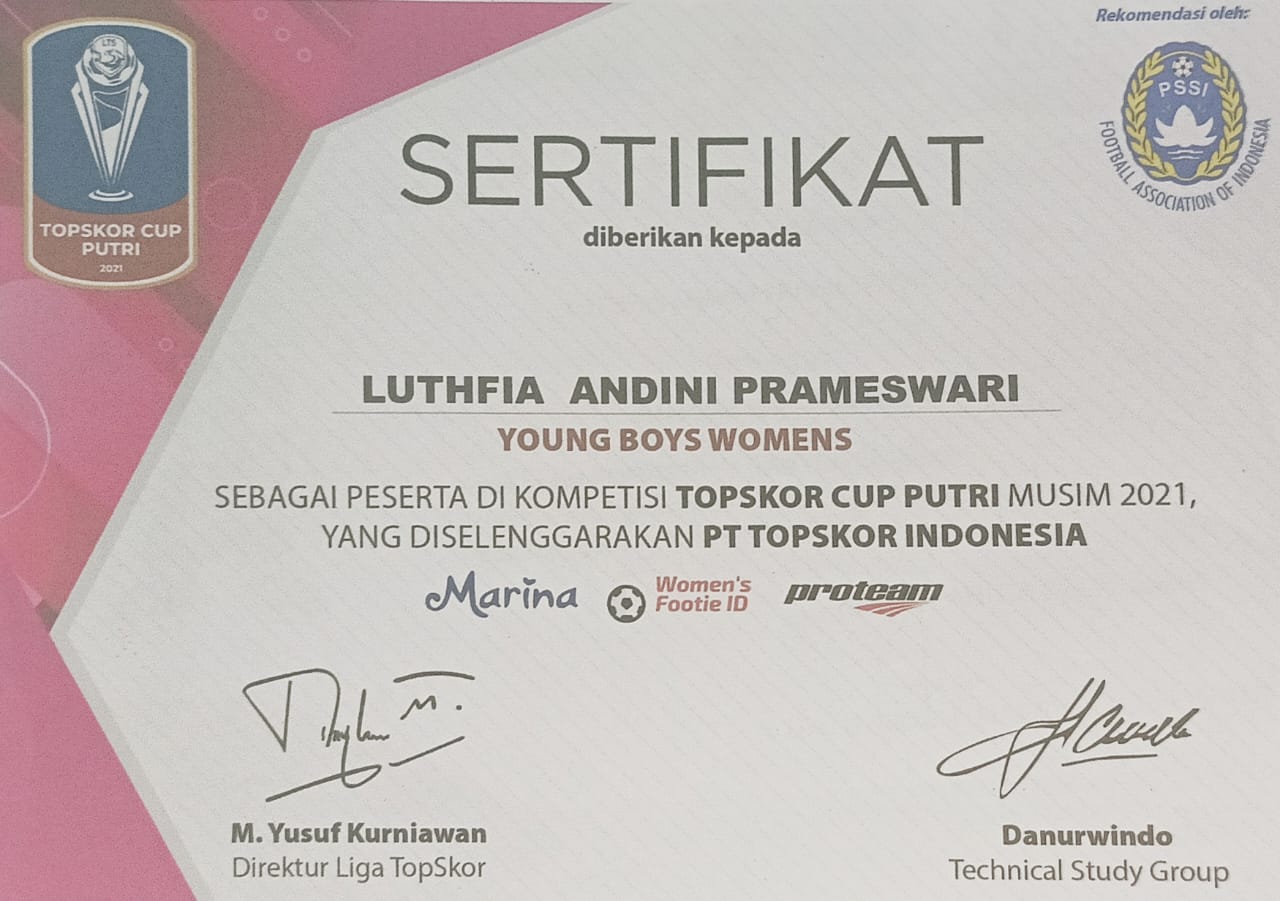 Rekomendasi oleh:
LTS
TOPSKOR CUP
PUTRI
2021
PSSI
FOOTBALL ASSOCIATION OF INDONESIA
SERTIFIKAT
diberikan kepada
LUTHFIA ANDINI PRAMESWARI
YOUNG BOYS WOMENS
SEBAGAI PESERTA DI KOMPETISI TOPSKOR CUP PUTRI MUSIM 2021,
YANG DISELENGGARAKAN PT TOPSKOR INDONESIA
Marina
Women's
Footie ID
proteam
M. Yusuf Kurniawan
Direktur Liga TopSkor
Danurwindo
Technical Study Group